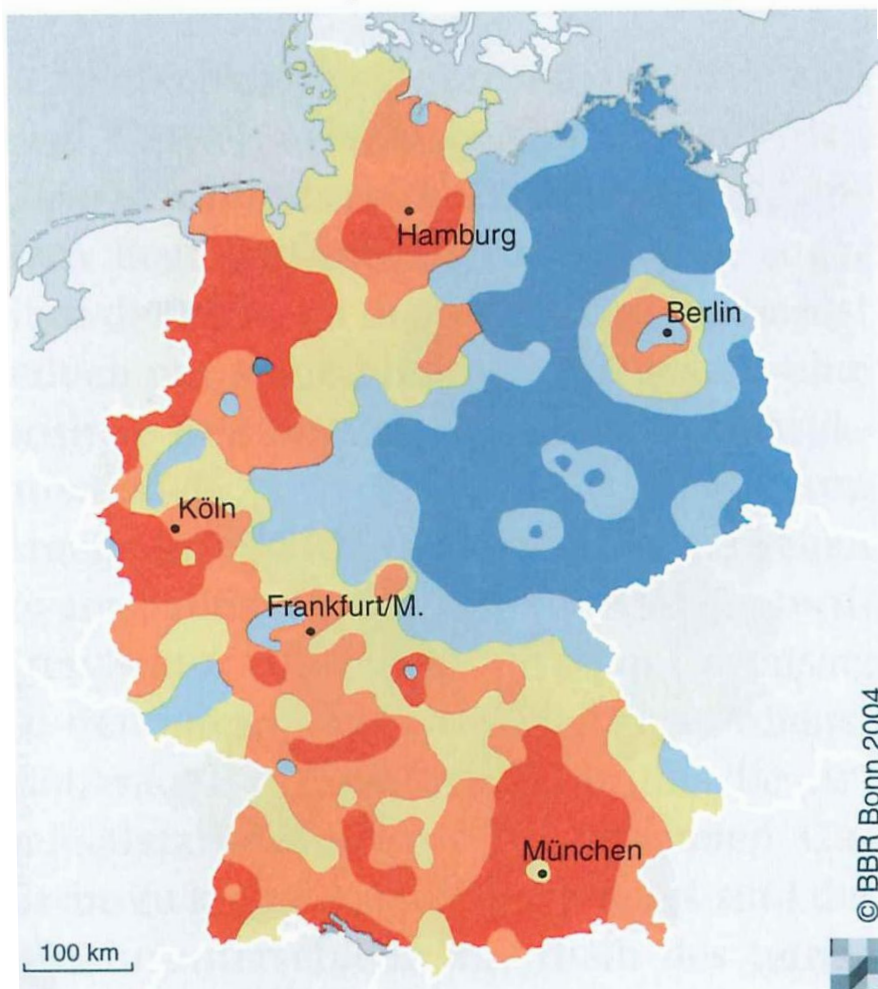 Hamburg
Berlin
Köln
Frankfurt/M.
München
100 km
© BBR Bonn 2004